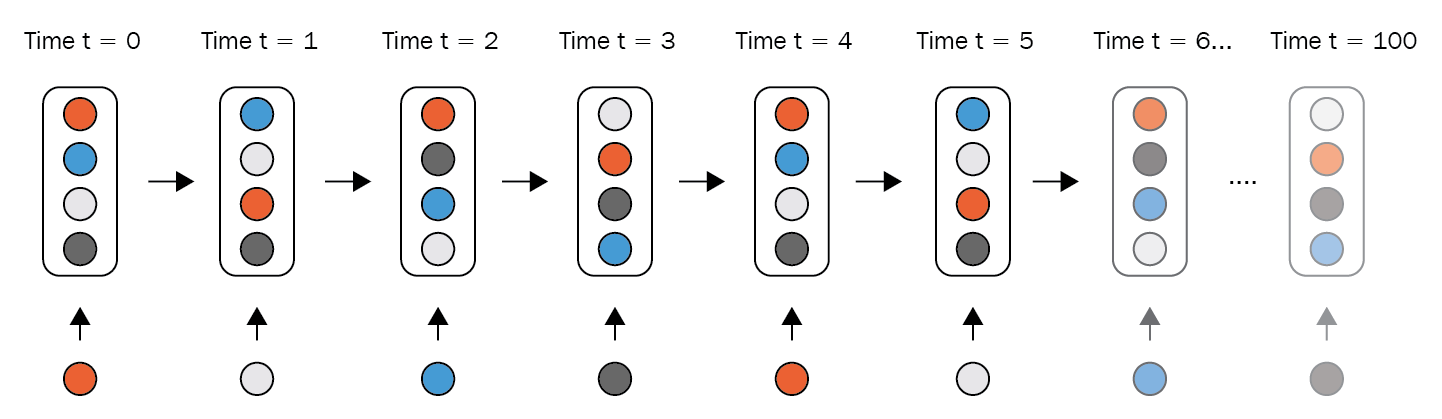 Time t = 0
Time t = 1
Time t = 2
Time t = 3
Time t = 4
Time t = 5
Time t = 6...
Time t = 100
....